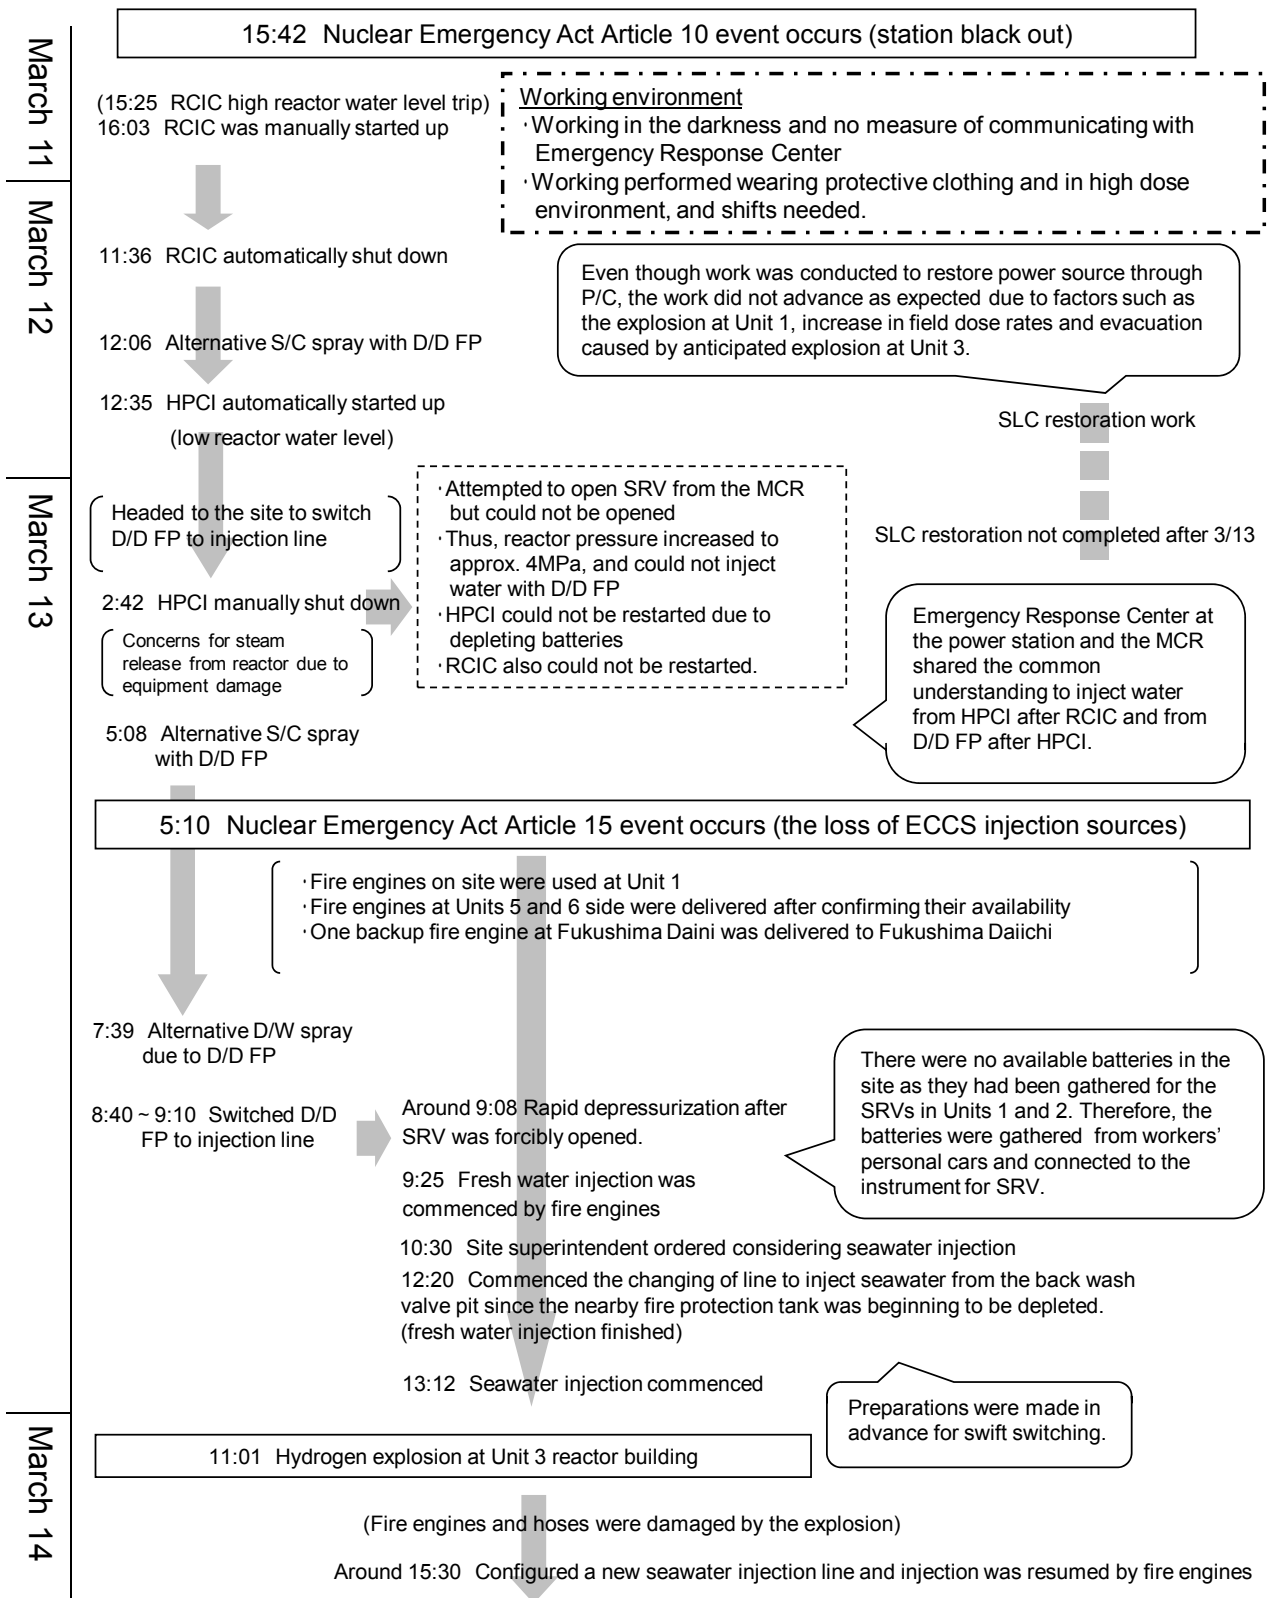 15:42 Nuclear Emergency Act Article 10 event occurs (station black out)
March 11
(15:25 RCIC high reactor water level trip)
16:03 RCIC was manually started up
Working environment
·Working in the darkness and no measure of communicating with
Emergency Response Center
·Working performed wearing protective clothing and in high dose
environment, and shifts needed.
March 12
11:36 RCIC automatically shut down
Even though work was conducted to restore power source through
P/C, the work did not advance as expected due to factors such as
the explosion at Unit 1, increase in field dose rates and evacuation
caused by anticipated explosion at Unit 3.
12:06 Alternative S/C spray with D/D FP
12:35 HPCI automatically started up
(low reactor water level)
SLC restoration work
March 13
Headed to the site to switch
D/D FP to injection line
2:42 HPCI manually shut down
Concerns for steam
release from reactor due to
equipment damage
·Attempted to open SRV from the MCR
but could not be opened
·Thus, reactor pressure increased to
approx. 4MPa, and could not inject
water with D/D FP
·HPCI could not be restarted due to
depleting batteries
·RCIC also could not be restarted.
SLC restoration not completed after 3/13
Emergency Response Center at
the power station and the MCR
shared the common
understanding to inject water
from HPCI after RCIC and from
D/D FP after HPCI.
5:08 Alternative S/C spray
with D/D FP
5:10 Nuclear Emergency Act Article 15 event occurs (the loss of ECCS injection sources)
·Fire engines on site were used at Unit 1
·Fire engines at Units 5 and 6 side were delivered after confirming their availability
·One backup fire engine at Fukushima Daini was delivered to Fukushima Daiichi
7:39 Alternative D/W spray
due to D/D FP
8:40 ~ 9:10 Switched D/D
FP to injection line
Around 9:08 Rapid depressurization after
SRV was forcibly opened.
There were no available batteries in the
site as they had been gathered for the
SRVs in Units 1 and 2. Therefore, the
batteries were gathered from workers'
personal cars and connected to the
instrument for SRV.
9:25 Fresh water injection was
commenced by fire engines
10:30 Site superintendent ordered considering seawater injection
12:20 Commenced the changing of line to inject seawater from the back wash
valve pit since the nearby fire protection tank was beginning to be depleted.
(fresh water injection finished)
13:12 Seawater injection commenced
Preparations were made in
advance for swift switching.
March 14
11:01 Hydrogen explosion at Unit 3 reactor building
(Fire engines and hoses were damaged by the explosion)
Around 15:30 Configured a new seawater injection line and injection was resumed by fire engines